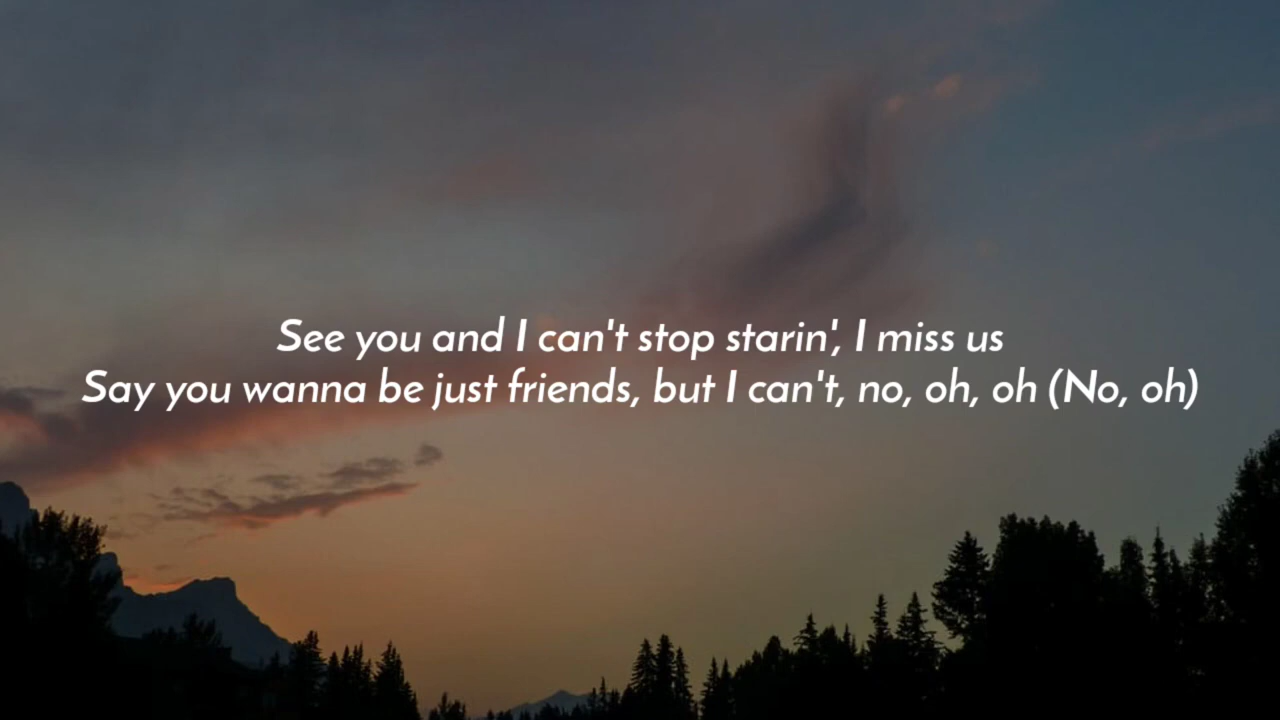 See you and I can't stop starin', I miss us
Say you wanna be just friends, but I can't, no, oh, oh (No, oh)